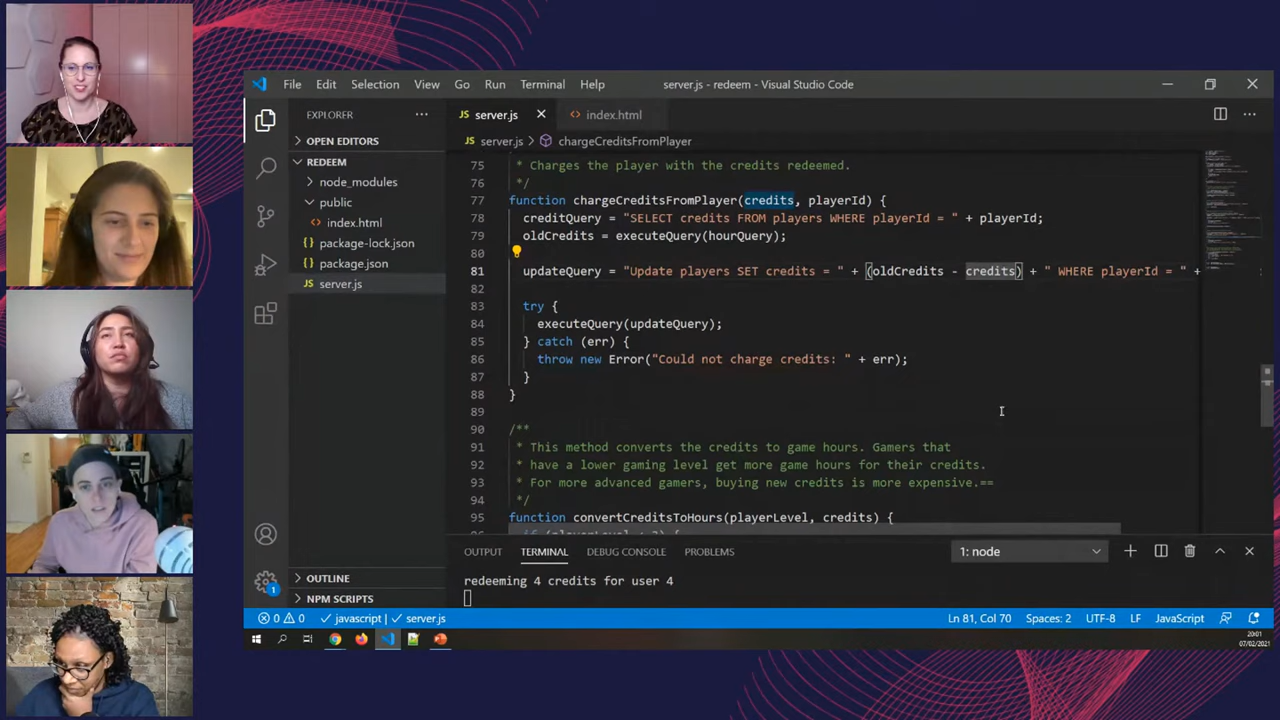 File Edit Selection View Go Run Terminal Help server.js - redeem - Visual Studio Code
EXPLORER
server.js
index.html
OPEN EDITORS
server.js > chargeCreditsFromPlayer
REDEEM
node_modules
public
index.html
package-lock.json
package.json
server.js
75 * Charges the player with the credits redeemed.
76 */
77 function chargeCreditsFromPlayer(credits, playerId) {
78 creditQuery = "SELECT credits FROM players WHERE playerId = " + playerId;
79 oldCredits = executeQuery(hourQuery);
80
81 updateQuery = "Update players SET credits = " + (oldCredits - credits) + " WHERE playerId = " +
82
83 try {
84 executeQuery(updateQuery);
85 } catch (err) {
86 throw new Error("Could not charge credits: " + err);
87 }
88 }
89
90 /**
91 * This method converts the credits to game hours. Gamers that
92 * have a lower gaming level get more game hours for their credits.
93 * For more advanced gamers, buying new credits is more expensive.==
94 */
95 function convertCreditsToHours(playerLevel, credits) {
OUTPUT TERMINAL DEBUG CONSOLE PROBLEMS 1: node
redeeming 4 credits for user 4
OUTLINE
NPM SCRIPTS
1
0 0 javascript | server.js Ln 81, Col 70 Spaces: 2 UTF-8 LF JavaScript
20:01
07/02/2021